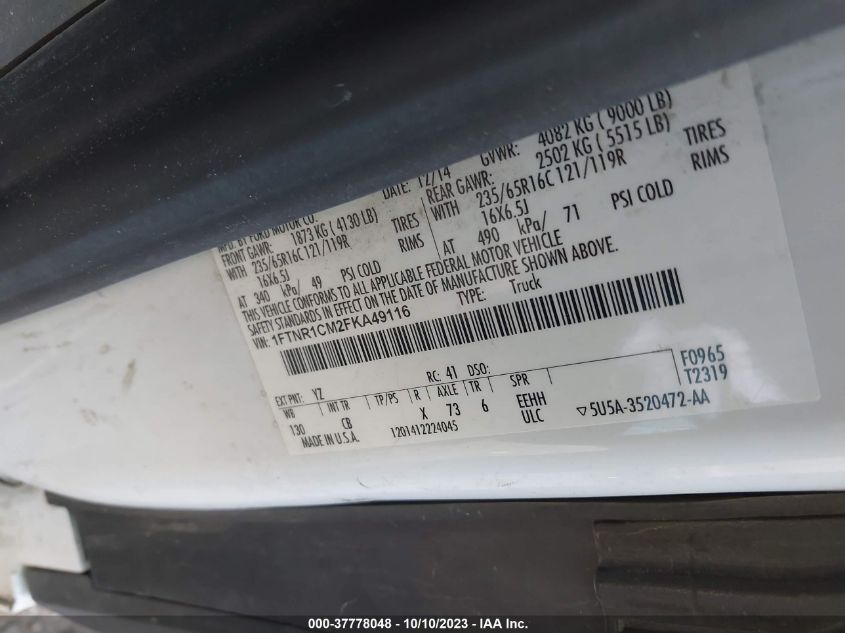 MFD. BY FORD MOTOR CO.
DATE: 12/14
GVWR: 4082 KG ( 9000 LB)
FRONT GAWR: 1873 KG ( 4130 LB)
REAR GAWR: 2502 KG ( 5515 LB)
WITH 235/65R16C 121/119R TIRES
WITH 235/65R16C 121/119R TIRES
16X6.5J RIMS
16X6.5J RIMS
AT 340 kPa/ 49 PSI COLD
AT 490 kPa/ 71 PSI COLD
THIS VEHICLE CONFORMS TO ALL APPLICABLE FEDERAL MOTOR VEHICLE
SAFETY STANDARDS IN EFFECT ON THE DATE OF MANUFACTURE SHOWN ABOVE.
VIN: 1FTNR1CM2FKA49116
TYPE: Truck
EXT PNT: YZ RC: 41 DSO:
F0965
T2319
WB INT TR TP/PS R AXLE TR SPR
130 CB X 73 6 EEHH
ULC
5U5A-3520472-AA
MADE IN U.S.A.
1201412224045
000-37778048 - 10/10/2023 - IAA Inc.